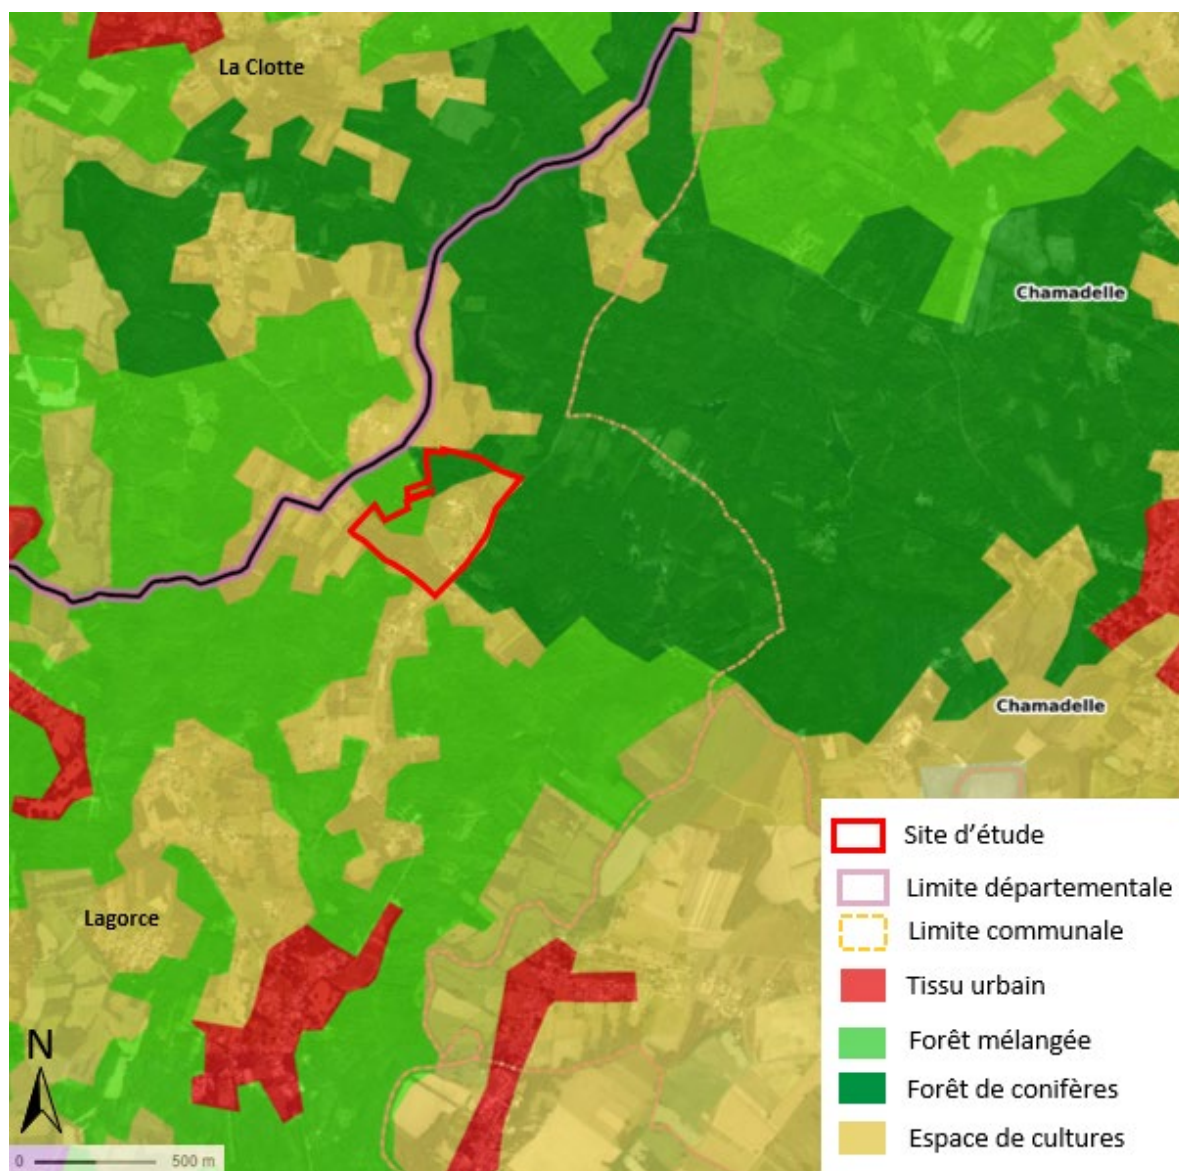 La Clotte
Chamadelle
Chamadelle
Lagorce
Site d'étude
Limite départementale
Limite communale
Tissu urbain
Forêt mélangée
Forêt de conifères
Espace de cultures
N
0 500 m